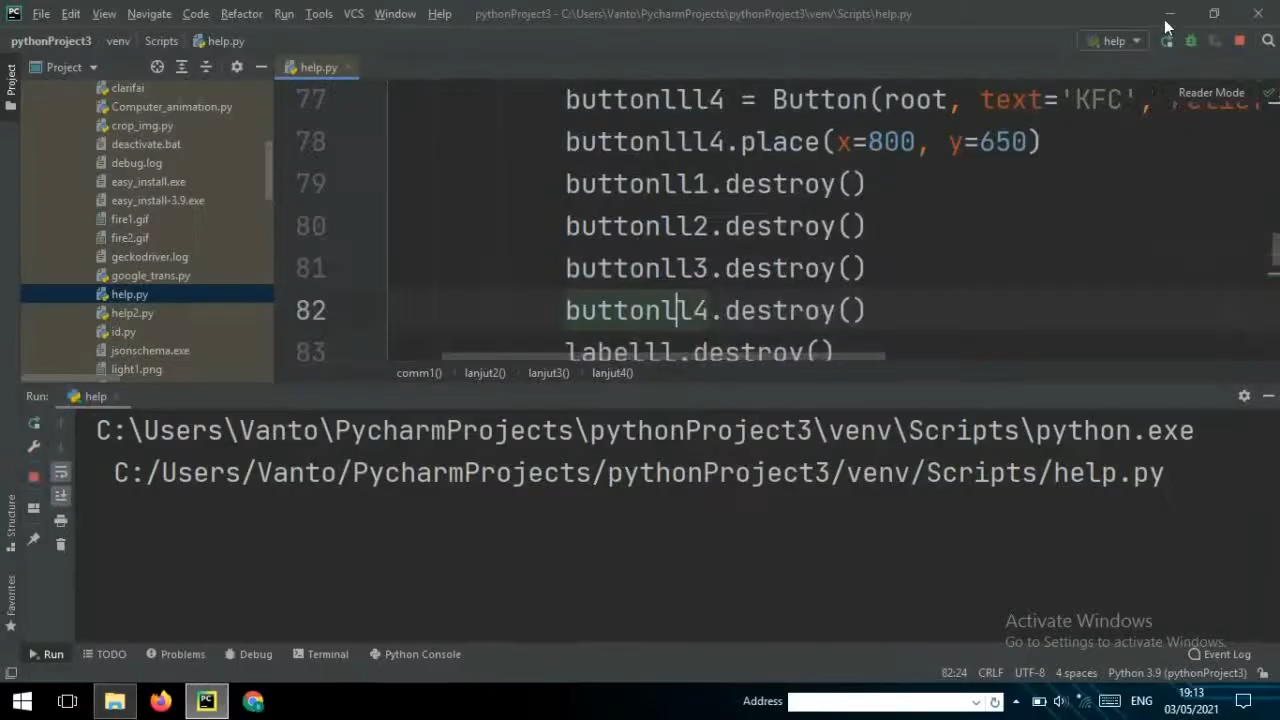 File Edit View Navigate Code Refactor Run Tools VCS Window Help pythonProject3 - C:\Users\Vanto\PycharmProjects\pythonProject3\venv\Scripts\help.py
pythonProject3 venv Scripts help.py help
Project help.py
Project
clarifai
Computer_animation.py
crop_img.py
deactivate.bat
debug.log
easy_install.exe
easy_install-3.9.exe
fire1.gif
fire2.gif
geckodriver.log
google_trans.py
help.py
help2.py
id.py
jsonschema.exe
light1.png
Reader Mode
77 buttonlll4 = Button(root, text='KFC',
78 buttonlll4.place(x=800, y=650)
79 buttonll1.destroy()
80 buttonll2.destroy()
81 buttonll3.destroy()
82 buttonll4.destroy()
83 labelll.destroy()
comm1() lanjut2() lanjut3() lanjut4()
Run: help
C:\Users\Vanto\PycharmProjects\pythonProject3\venv\Scripts\python.exe
C:/Users/Vanto/PycharmProjects/pythonProject3/venv/Scripts/help.py
Structure
Favorites
Activate Windows
Go to Settings to activate Windows.
Run TODO Problems Debug Terminal Python Console Event Log
82:24 CRLF UTF-8 4 spaces Python 3.9 (pythonProject3)
Address ENG 19:13
03/05/2021